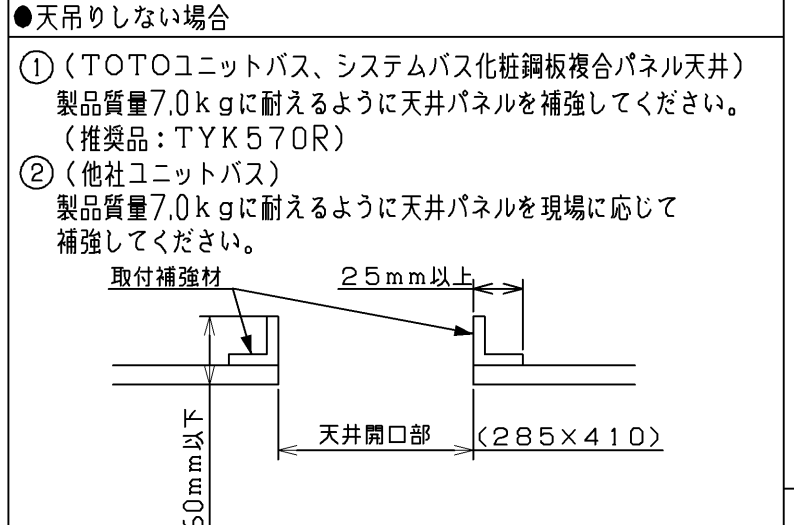 ●天吊りしない場合
①(TOTOユニットバス、システムバス化粧鋼板複合パネル天井)
製品質量7.0kgに耐えるように天井パネルを補強してください。
(推奨品:TYK570R)
②(他社ユニットバス)
製品質量7.0kgに耐えるように天井パネルを現場に応じて
補強してください。
取付補強材
25mm以上
天井開口部
(285×410)
60mm以下